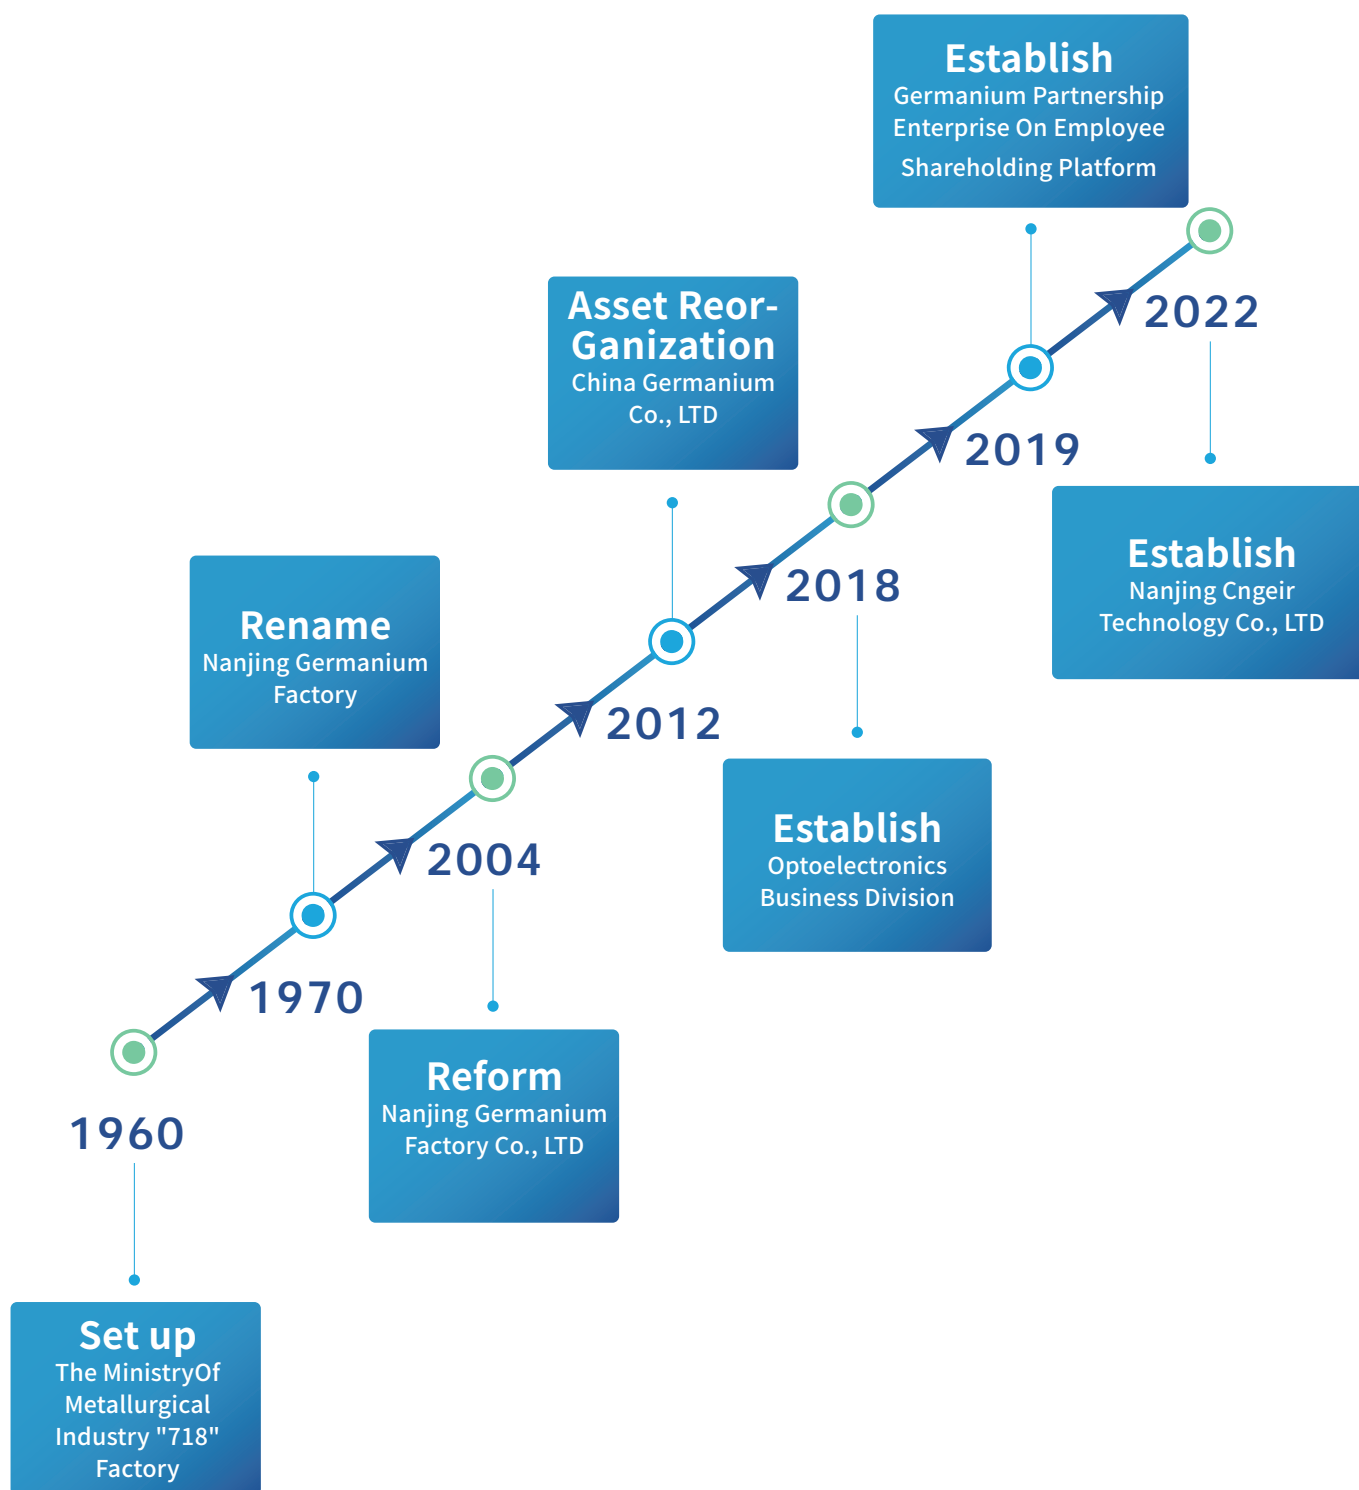 Establish
Germanium Partnership
Enterprise On Employee
Shareholding Platform
2022
Asset Reor-
Ganization
China Germanium
Co., LTD
2019
Establish
Nanjing Cngeir
Technology Co., LTD
2018
Rename
Nanjing Germanium
Factory
2012
Establish
Optoelectronics
Business Division
2004
1970
Reform
Nanjing Germanium
Factory Co., LTD
1960
Set up
The MinistryOf
Metallurgical
Industry "718"
Factory